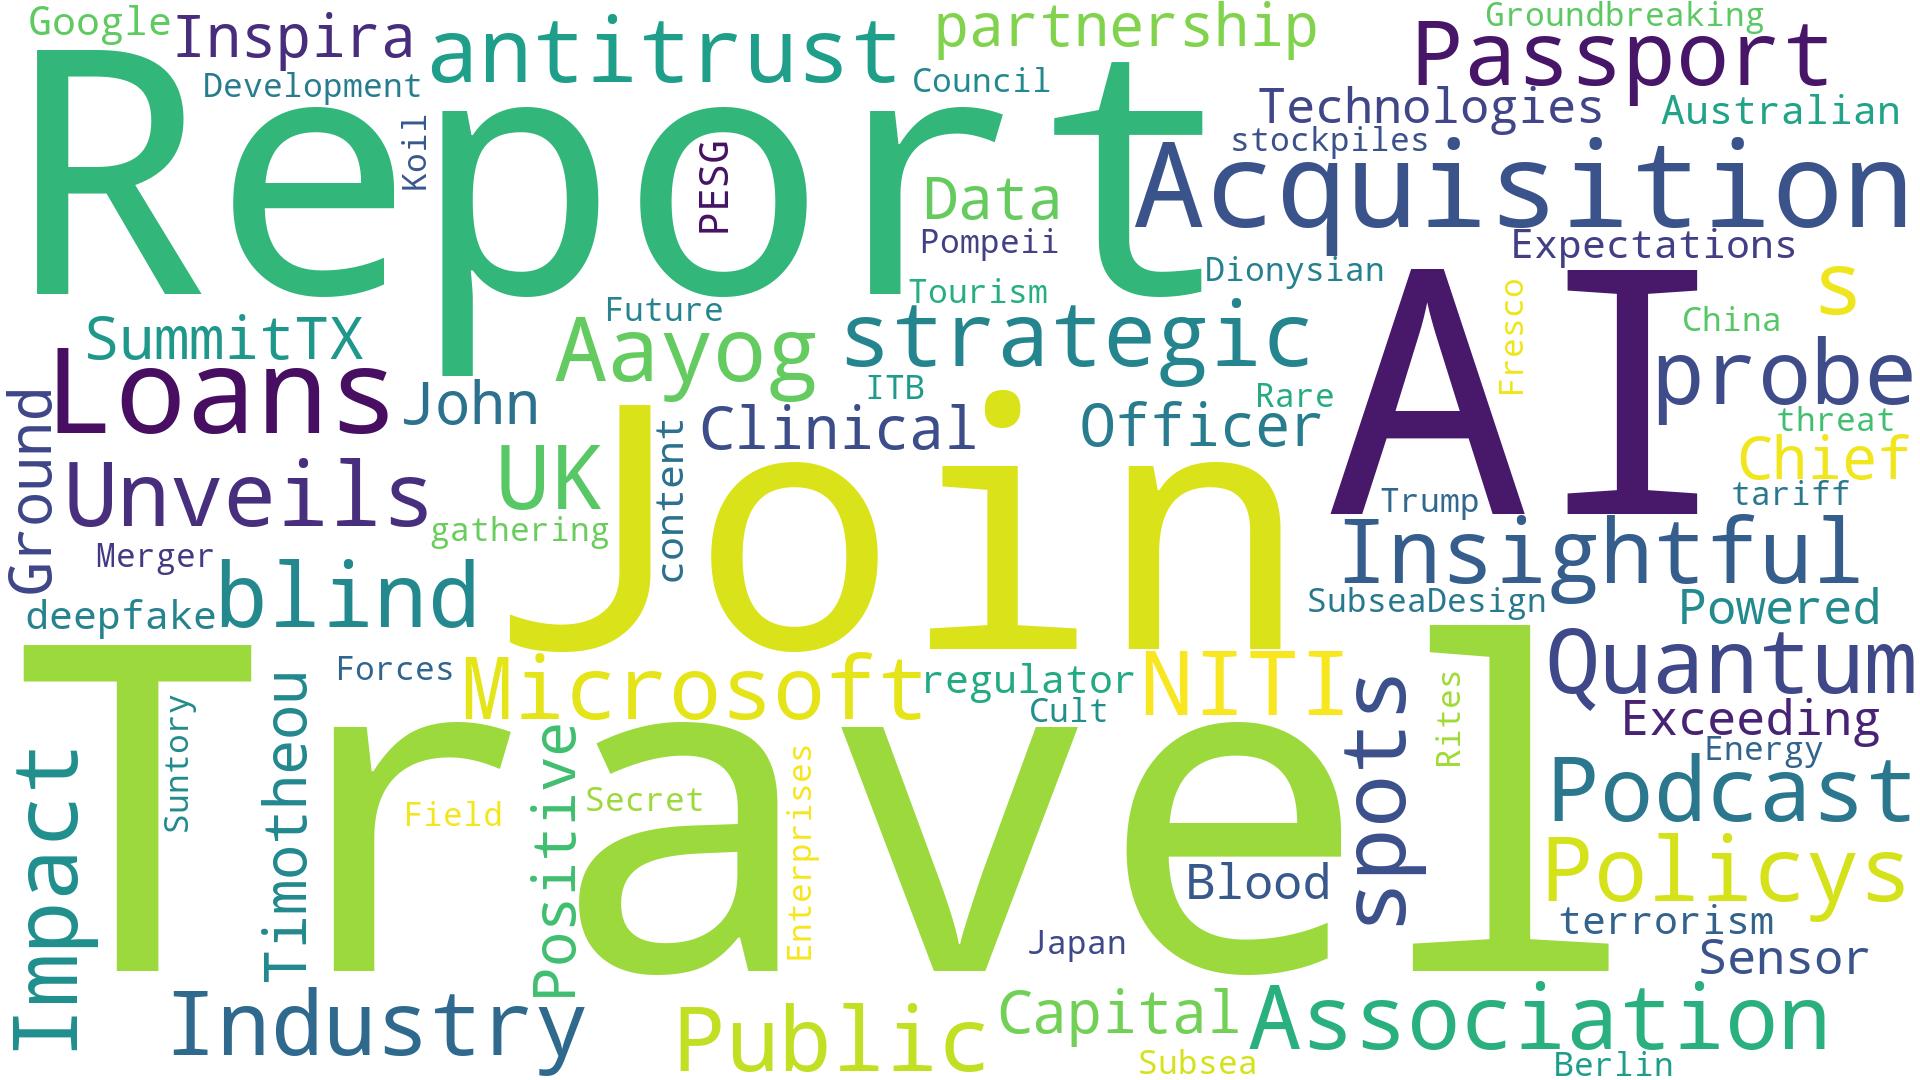 Google
Inspira
antitrust
partnership
Groundbreaking
Passport
Development
Council
Technologies
Australian
Report
Koil
PESG
stockpiles
Acquisition
Data
Pompeii
Expectations
Dionysian
s
Tourism
Future
SummitTX
Aayog
strategic
AI
Fresco
China
probe
Loans
John
ITB
Rare
Clinical
Officer
threat
Chief
Ground
Unveils
UK
content
Join
Trump
tariff
gathering
Insightful
Merger
blind
deepfake
SubseaDesign
Powered
Forces
Microsoft
regulator
NITI
Quantum
Cult
Exceeding
Travel
Suntory
Timotheou
Impact
Positive
Enterprises
spots
Rites
Energy
Podcast
Field
Secret
Blood
Policys
terrorism
Japan
Sensor
Industry
Public
Capital
Association
Subsea
Berlin